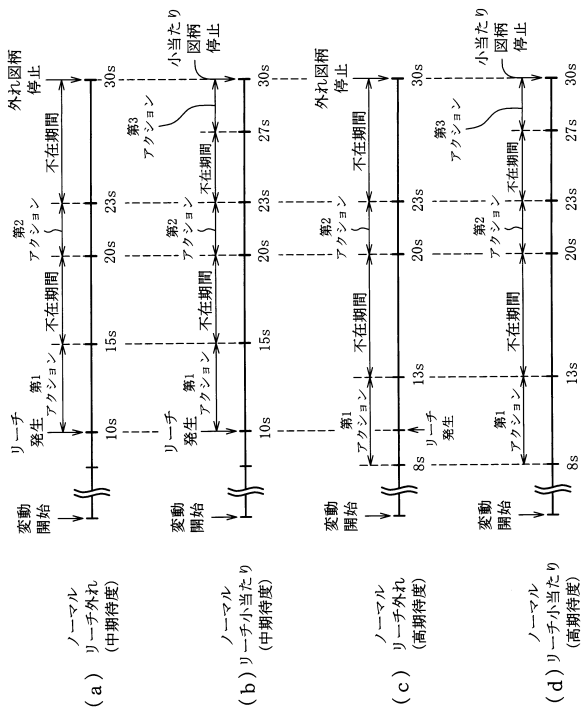 (a)
ノーマル
リーチ外れ
(中期待度)
変動
開始
リーチ
発生
第1
アクション
不在期間
第2
アクション
不在期間
外れ図柄
停止
10s
15s
20s
23s
30s
(b)
ノーマル
リーチ小当たり
(中期待度)
変動
開始
リーチ
発生
第1
アクション
不在期間
第2
アクション
不在期間
第3
アクション
小当たり
図柄
停止
10s
15s
20s
23s
27s
30s
(c)
ノーマル
リーチ外れ
(高期待度)
変動
開始
第1
アクション
リーチ
発生
不在期間
第2
アクション
不在期間
外れ図柄
停止
8s
13s
20s
23s
30s
(d)
ノーマル
リーチ小当たり
(高期待度)
変動
開始
第1
アクション
不在期間
第2
アクション
不在期間
第3
アクション
小当たり
図柄
停止
8s
13s
20s
23s
27s
30s